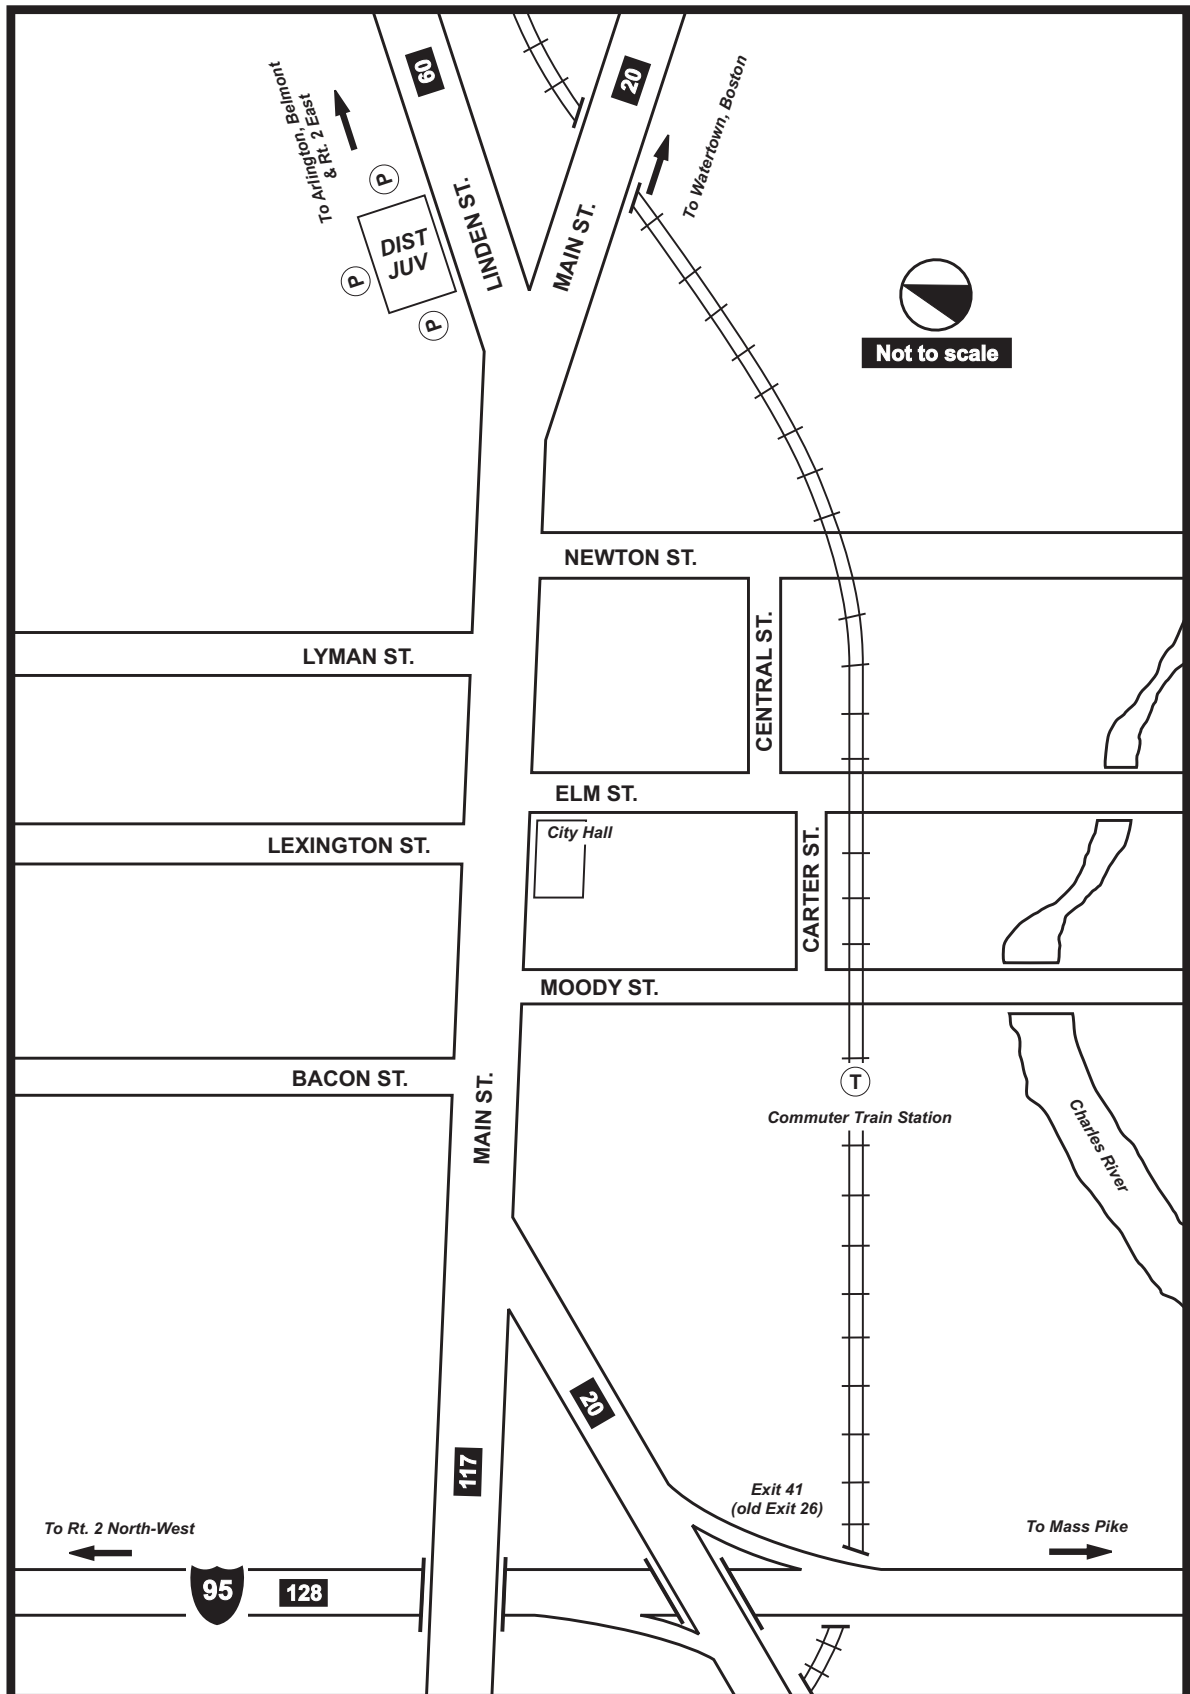 60
20
To Arlington, Belmont
& Rt. 2 East
To Watertown, Boston
P
DIST
JUV
P
P
LINDEN ST.
MAIN ST.
Not to scale
NEWTON ST.
LYMAN ST.
CENTRAL ST.
ELM ST.
City Hall
LEXINGTON ST.
CARTER ST.
MOODY ST.
BACON ST.
MAIN ST.
T
Commuter Train Station
Charles River
20
117
Exit 41
(old Exit 26)
To Rt. 2 North-West
To Mass Pike
95
128